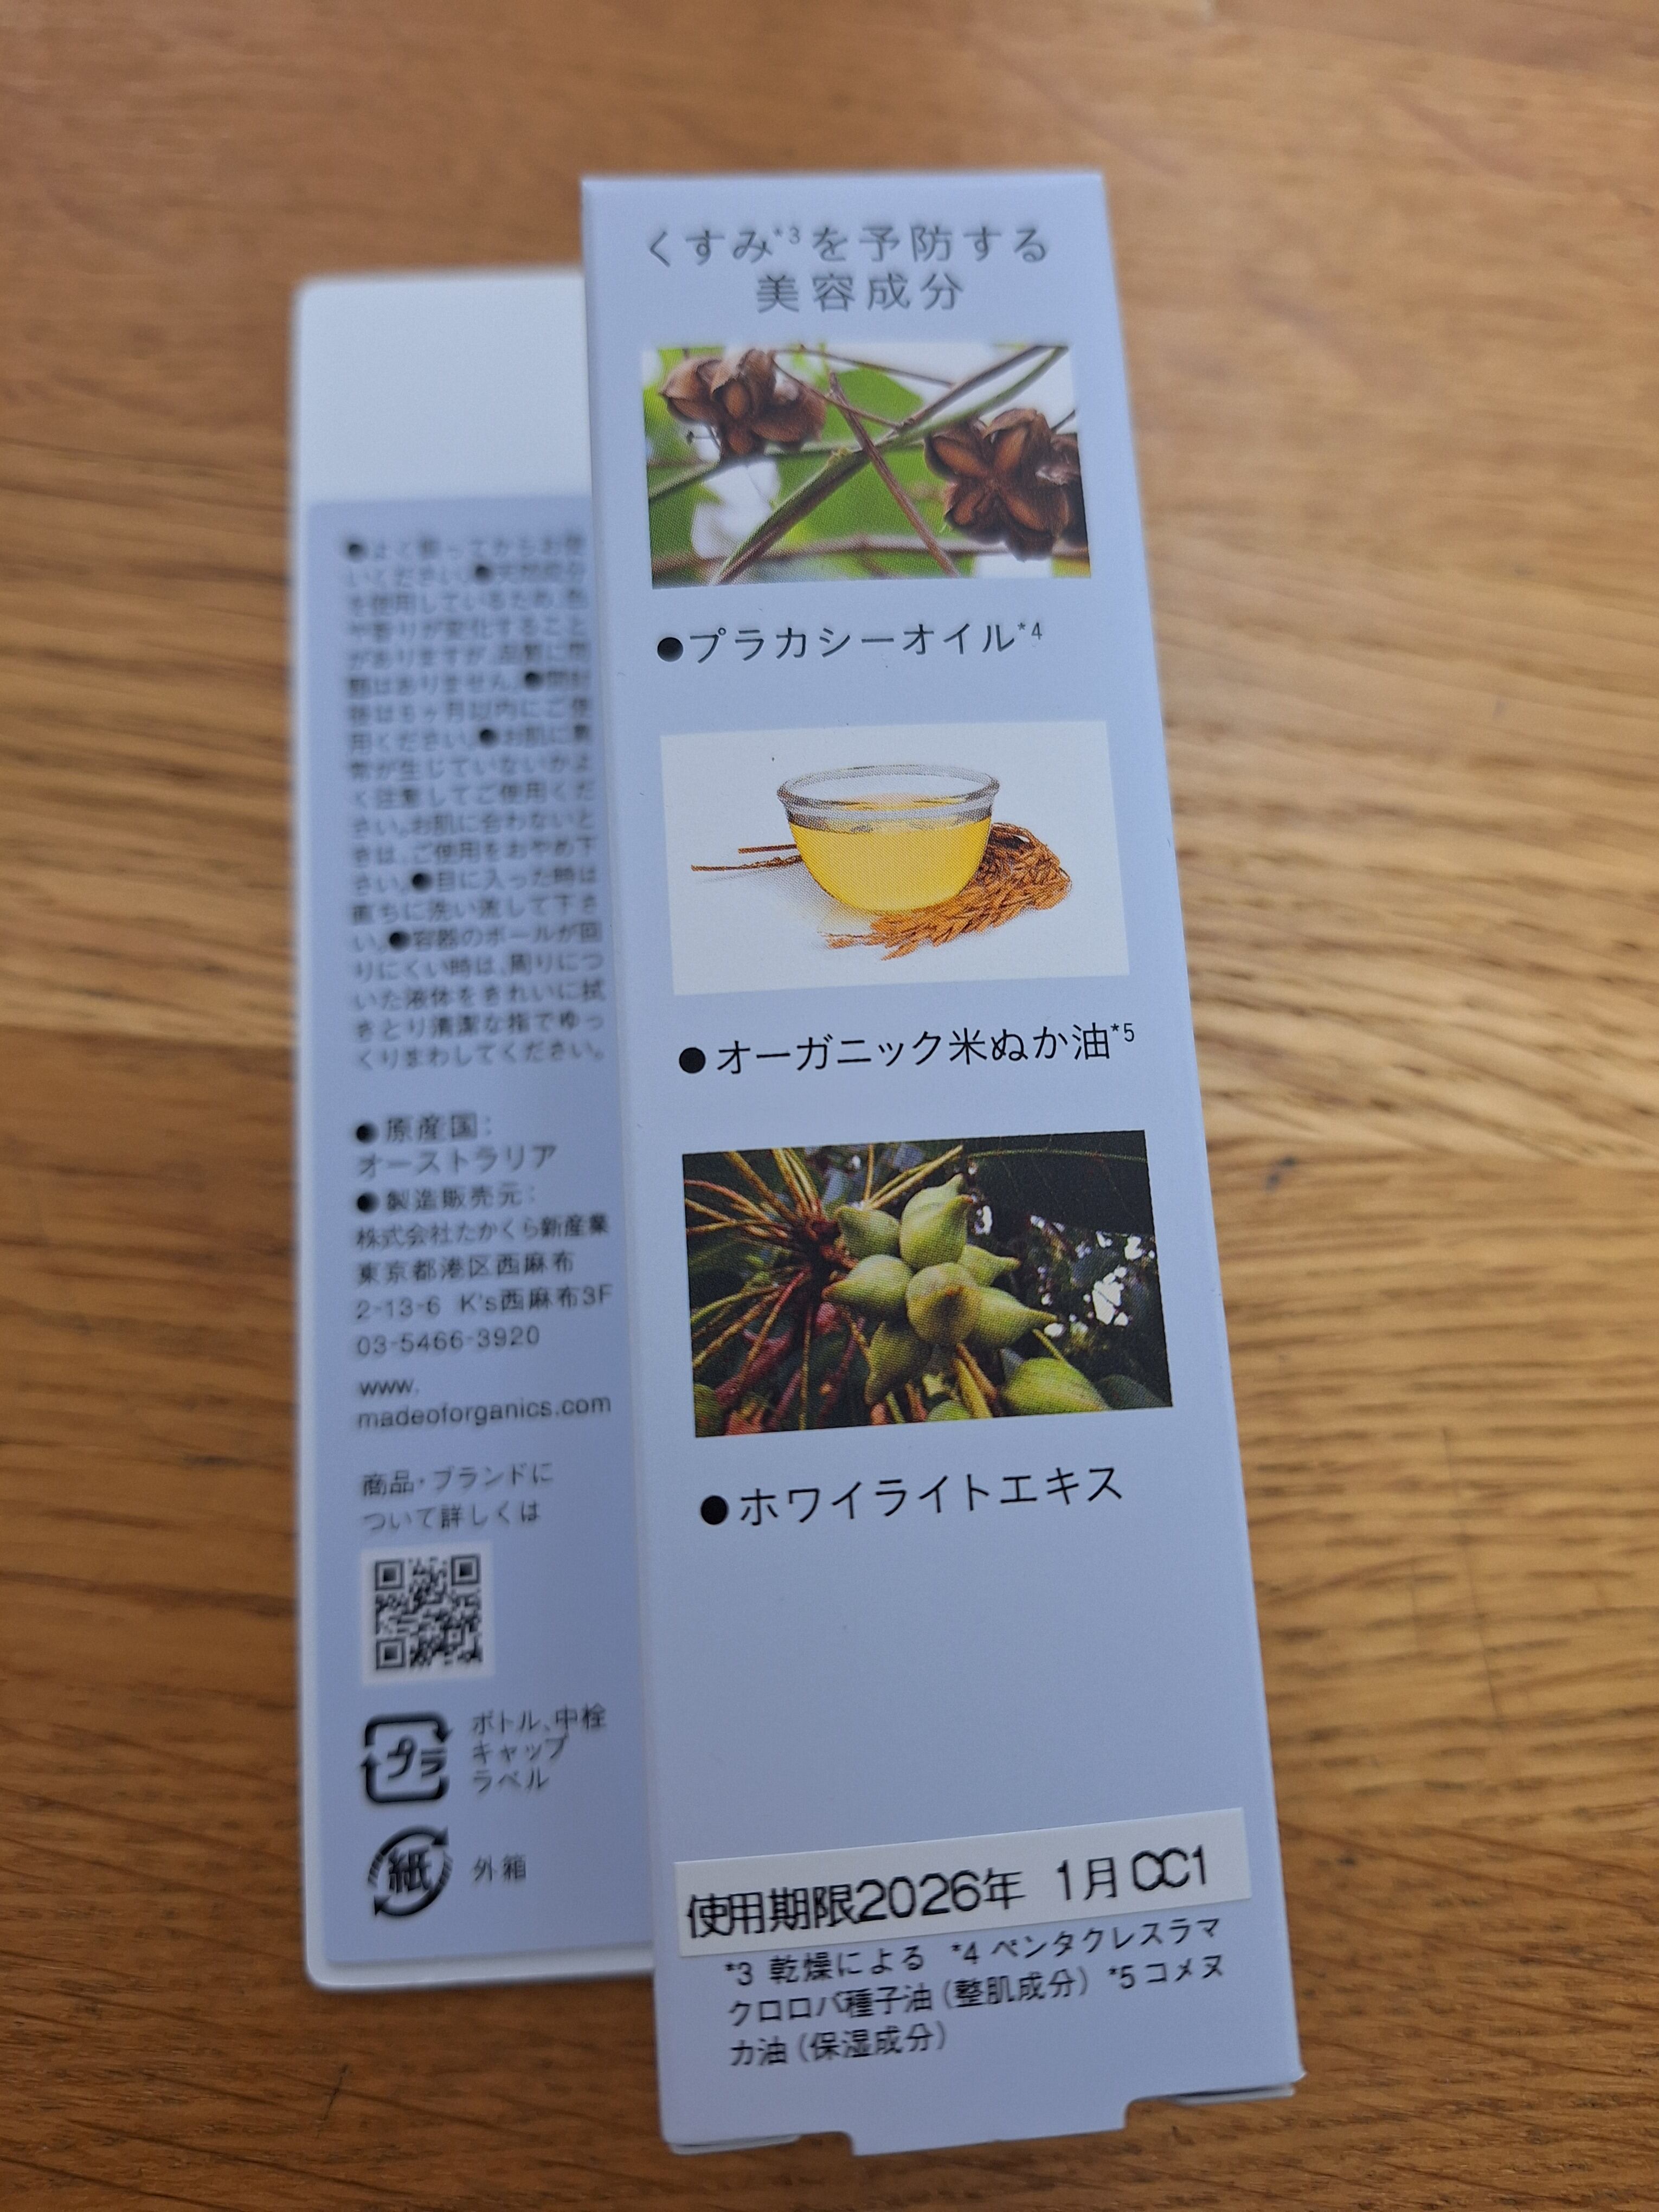 くすみ*3を予防する
美容成分
●プラカシーオイル*4
●オーガニック米ぬか油*5
●ホワイライトエキス
使用期限2026年 1月 CC1
*3 乾燥による *4 ペンタクレスラマ
クロロバ種子油(整肌成分) *5コメヌ
カ油(保湿成分)
●よく振ってからお使
いください。●天然成分
を使用しているため、色
や香りが変化すること
がありますが、品質に問
題はありません。●開封
後は6ヶ月以内にご使
用ください。●お肌に異
常が生じていないかよ
く注意してご使用くだ
さい。お肌に合わないと
きは、ご使用をおやめ下
さい。●目に入った時は
直ちに洗い流して下さ
い。●容器のボールが回
りにくい時は、周りにつ
いた液体をきれいに拭
きとり清潔な指でゆっ
くりまわしてください。
●原産国:
オーストラリア
●製造販売元:
株式会社たかくら新産業
東京都港区西麻布
2-13-6 K's西麻布3F
03-5466-3920
www.
madeoforganics.com
商品・ブランドに
ついて詳しくは
プラ
ボトル、中栓
キャップ
ラベル
紙
外箱